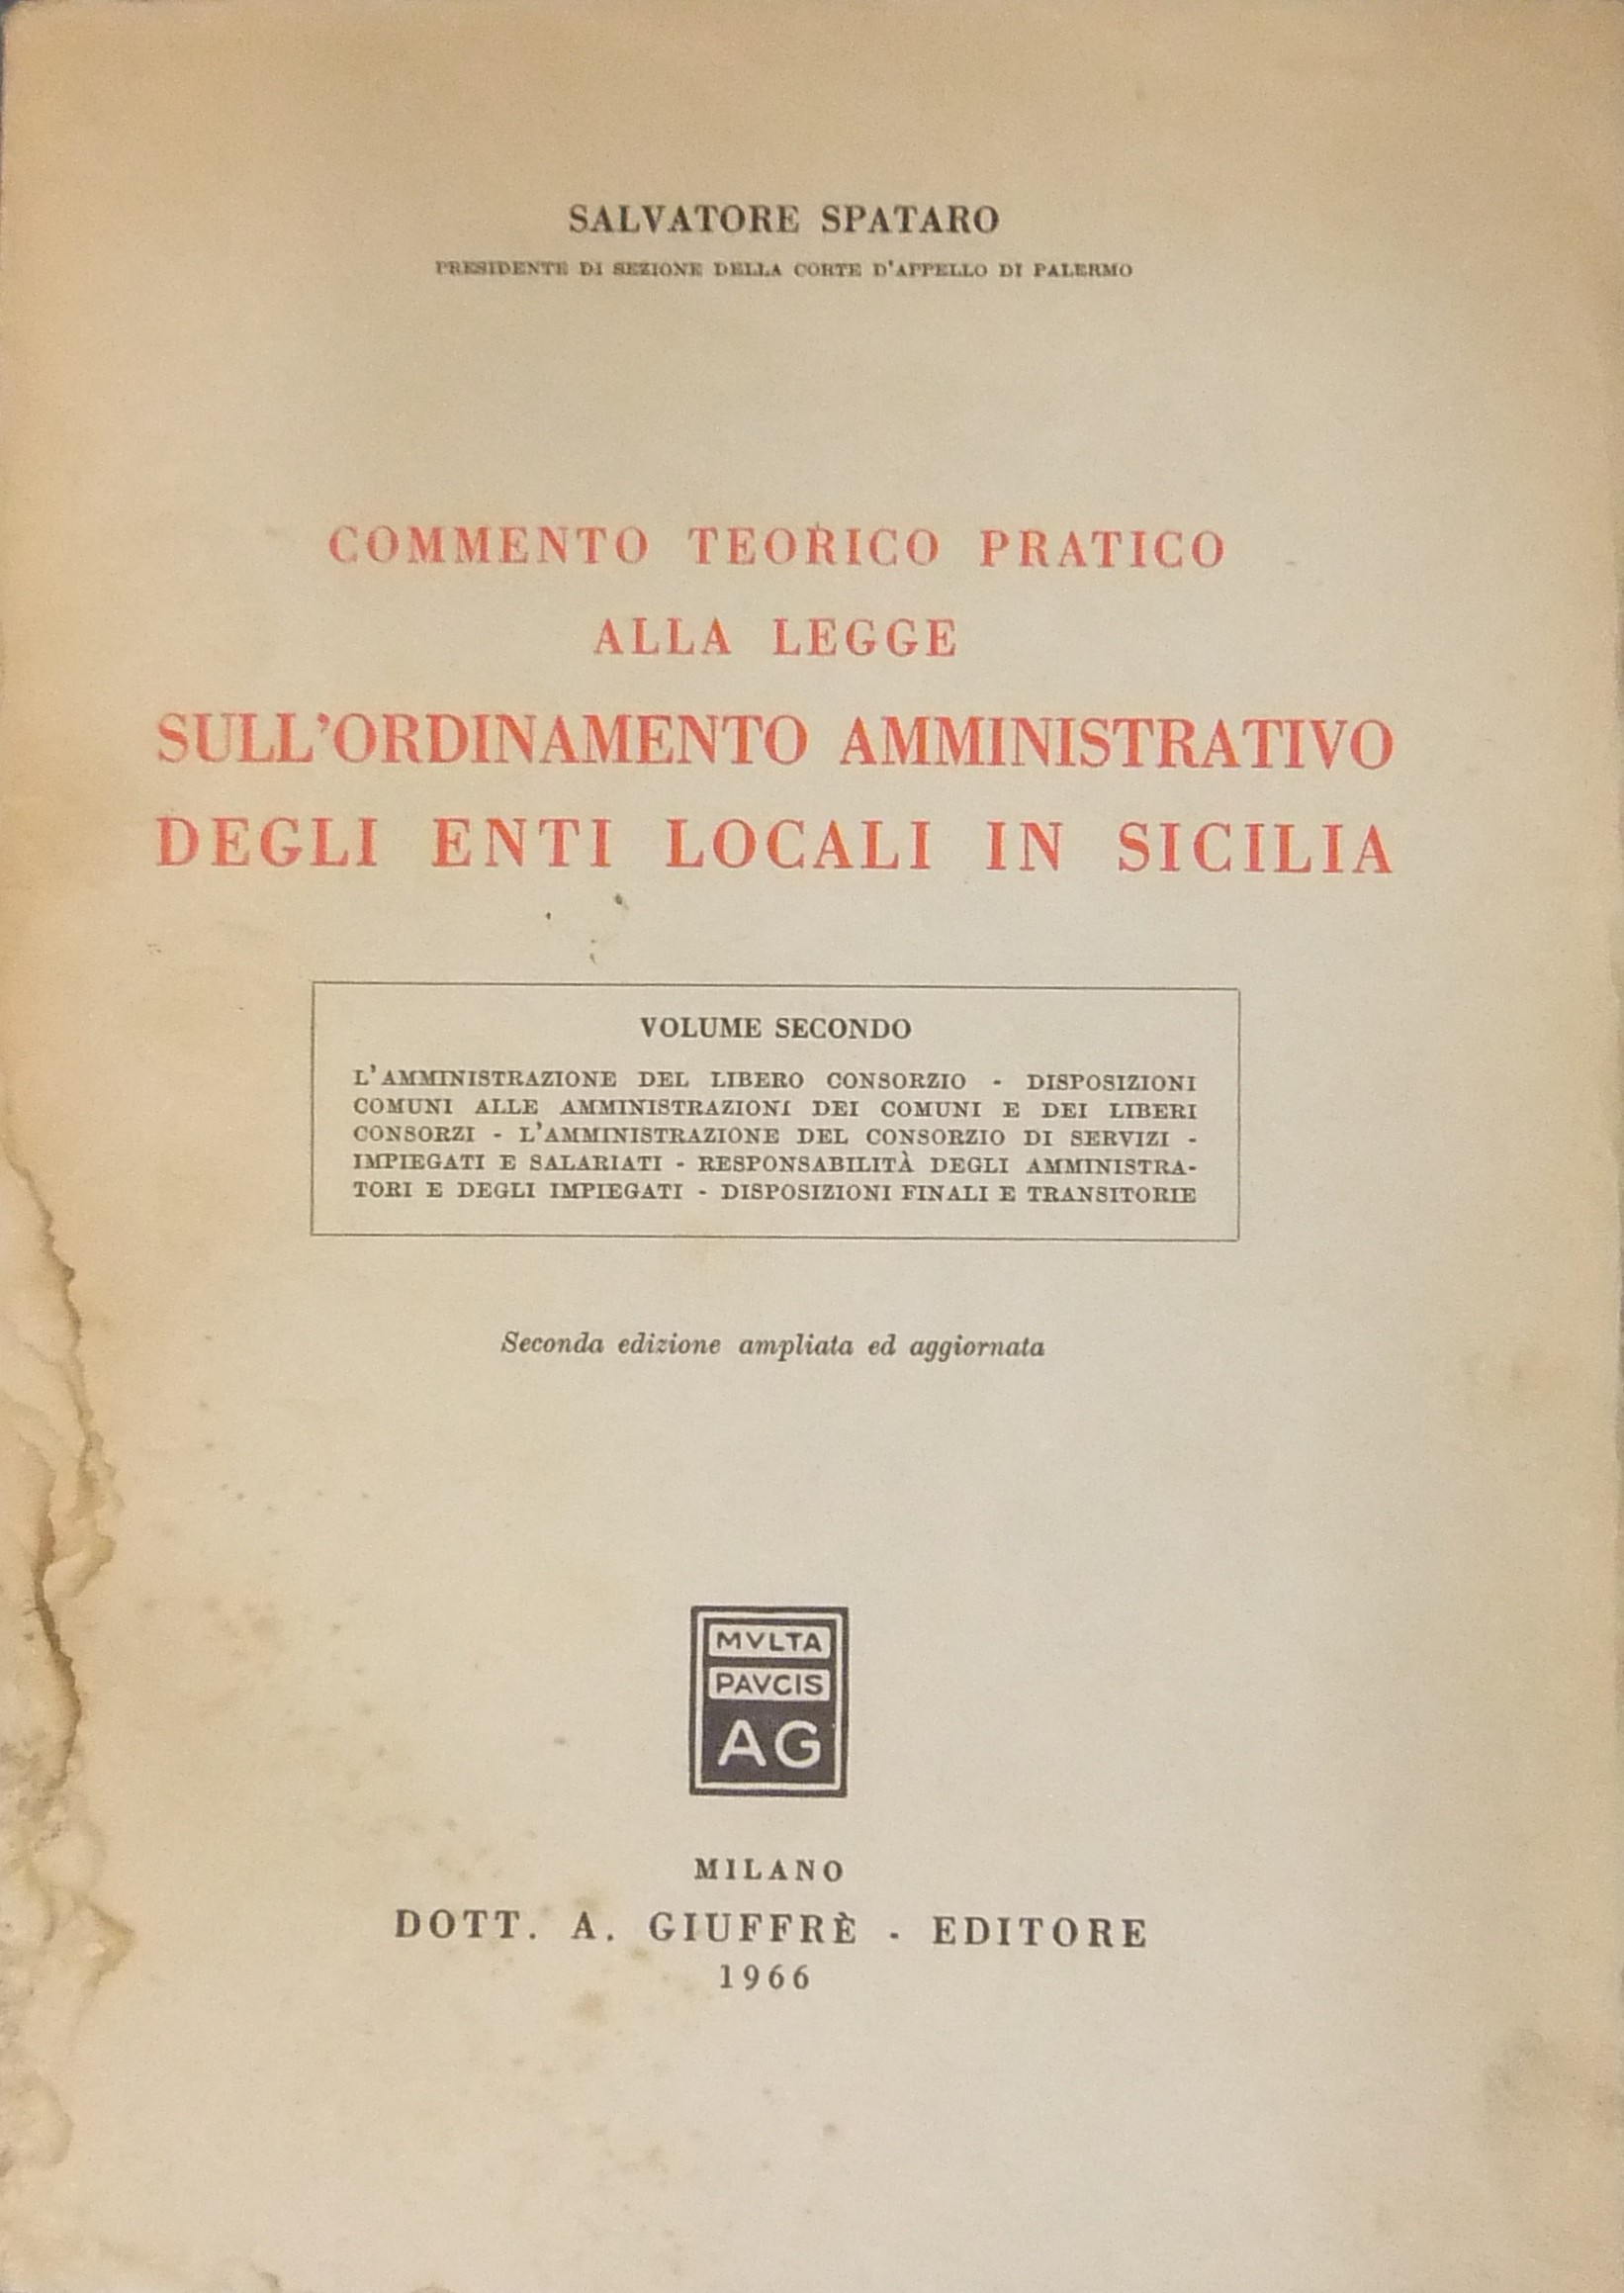 SALVATORE SPATARO
PRESIDENTE DI SEZIONE DELLA CORTE D'APPELLO DI PALERMO
COMMENTO TEORICO PRATICO
ALLA LEGGE
SULL'ORDINAMENTO AMMINISTRATIVO
DEGLI ENTI LOCALI IN SICILIA
VOLUME SECONDO
L'AMMINISTRAZIONE DEL LIBERO CONSORZIO - DISPOSIZIONI
COMUNI ALLE AMMINISTRAZIONI DEI COMUNI E DEI LIBERI
CONSORZI - L'AMMINISTRAZIONE DEL CONSORZIO DI SERVIZI -
IMPIEGATI E SALARIATI - RESPONSABILITÀ DEGLI AMMINISTRA-
TORI E DEGLI IMPIEGATI - DISPOSIZIONI FINALI E TRANSITORIE
Seconda edizione ampliata ed aggiornata
MVLTA
PAVCIS
AG
MILANO
DOTT. A. GIUFFRÈ - EDITORE
1966